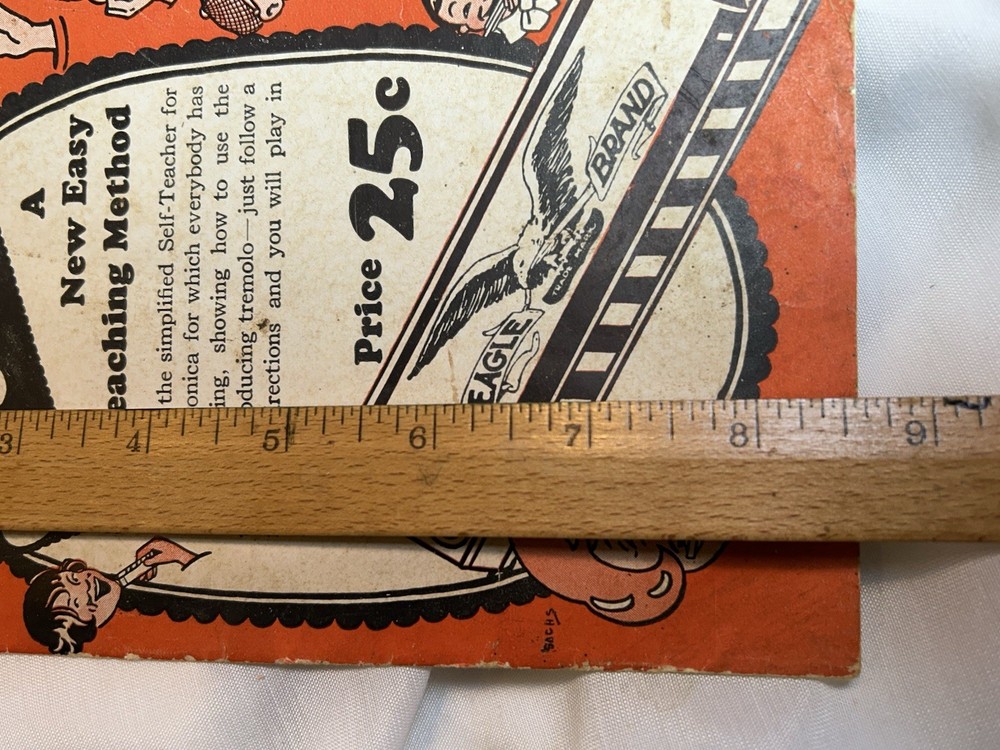 A
New Easy
eaching Method
the simplified Self-Teacher for
onica for which everybody has
ing, showing how to use the
oducing tremolo—just follow a
rections and you will play in
Price 25c
EAGLE
BRAND
TRADE MARK
3 4 5 6 7 8 9
SACHS